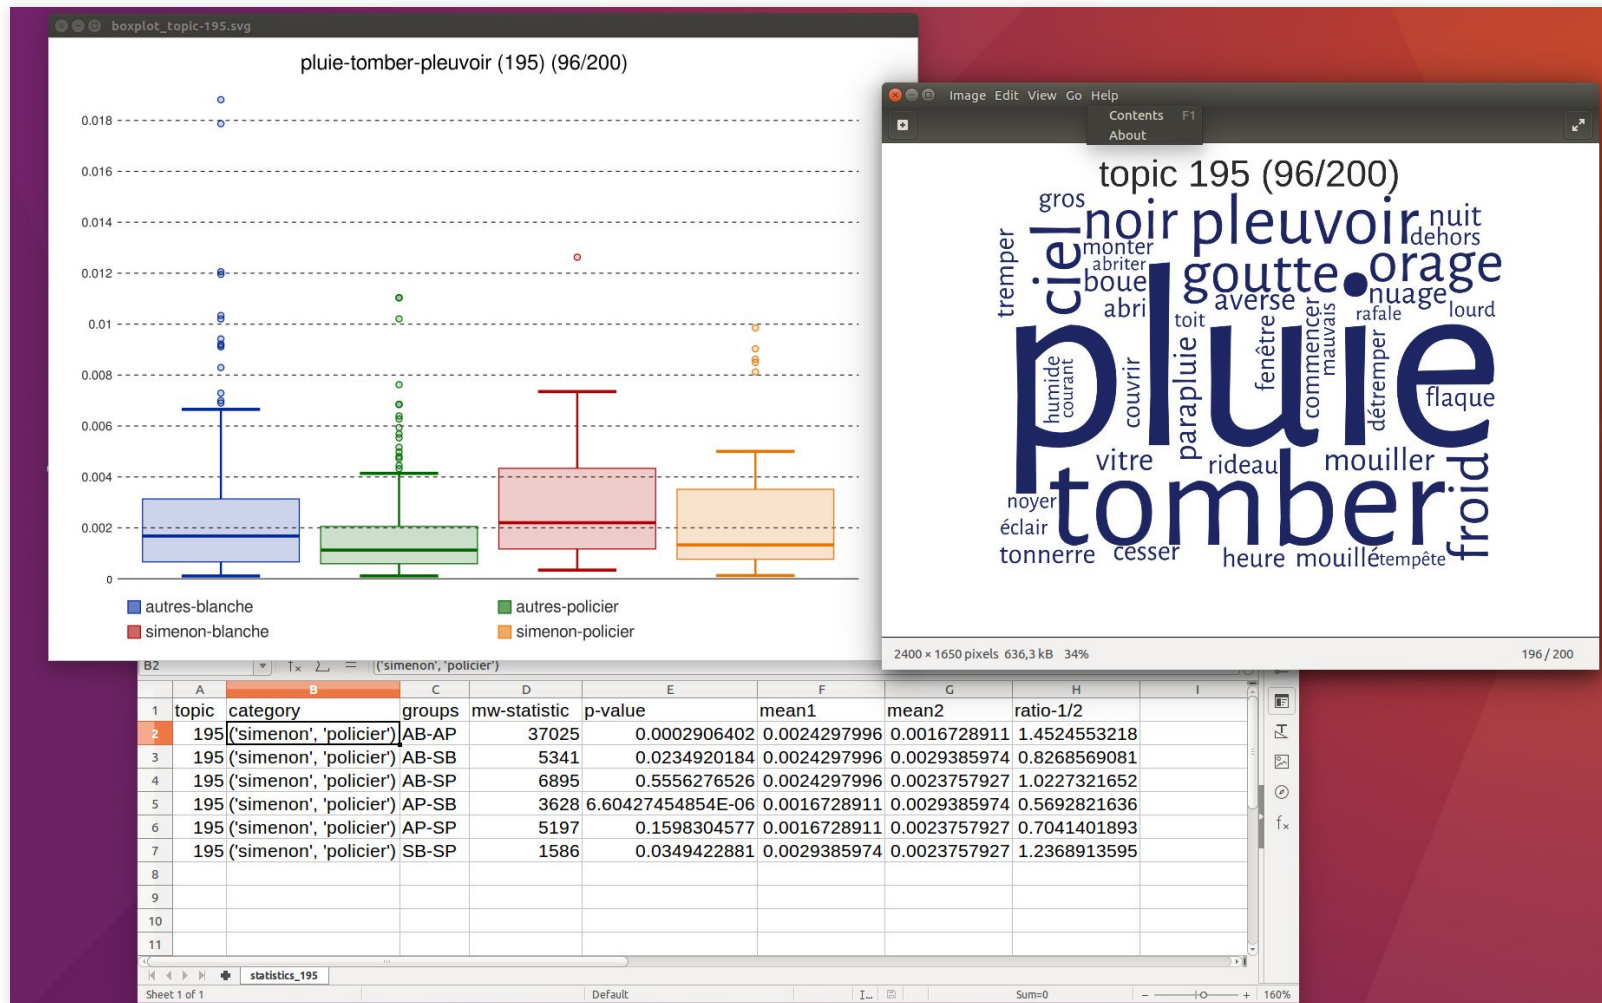 boxplot_topic-195.svg
pluie-tomber-pleuvoir (195) (96/200)
0.018
0.016
0.014
0.012
0.01
0.008
0.006
0.004
0.002
0
autres-blanche
autres-policier
simenon-blanche
simenon-policier
Image Edit View Go Help
Contents F1
About
topic 195 (96/200)
gros
noir pleuvoir
nuit
dehors
tremper
ciel
monter
abriter
boue
abri
goutte
orage
averse
nuage
rafale
lourd
toit
pluie
humide
courant
couvrir
parapluie
fenêtre
commencer
mauvais
détremper
flaque
vitre
rideau
mouiller
froid
noyer
tomber
éclair
tonnerre
cesser
heure
mouillé
tempête
2400 × 1650 pixels 636,3 kB 34%
196 / 200
B2
('simenon', 'policier')
A B C D E F G H I
1 topic category groups mw-statistic p-value mean1 mean2 ratio-1/2
2 195 ('simenon', 'policier') AB-AP 37025 0.0002906402 0.0024297996 0.0016728911 1.4524553218
3 195 ('simenon', 'policier') AB-SB 5341 0.0234920184 0.0024297996 0.0029385974 0.8268569081
4 195 ('simenon', 'policier') AB-SP 6895 0.5556276526 0.0024297996 0.0023757927 1.0227321652
5 195 ('simenon', 'policier') AP-SB 3628 6.60427454854E-06 0.0016728911 0.0029385974 0.5692821636
6 195 ('simenon', 'policier') AP-SP 5197 0.1598304577 0.0016728911 0.0023757927 0.7041401893
7 195 ('simenon', 'policier') SB-SP 1586 0.0349422881 0.0029385974 0.0023757927 1.2368913595
8
9
10
11
statistics_195
Sheet 1 of 1
Default
Sum=0
160%